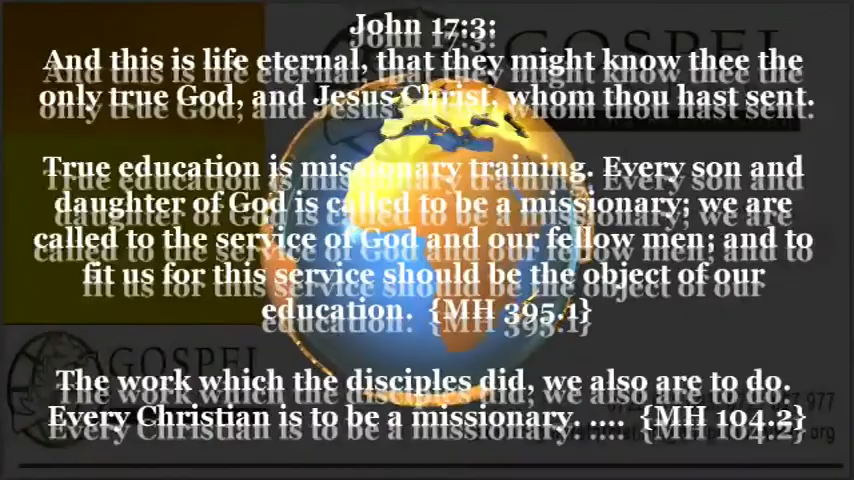 John 17:3:
And this is life eternal, that they might know thee the
only true God, and Jesus Christ, whom thou hast sent.
True education is missionary training. Every son and
daughter of God is called to be a missionary; we are
called to the service of God and our fellow men; and to
fit us for this service should be the object of our
education. {MH 395.1}
The work which the disciples did, we also are to do.
Every Christian is to be a missionary. .... {MH 104.2}
GOSPEL
GOSPEL
977
org